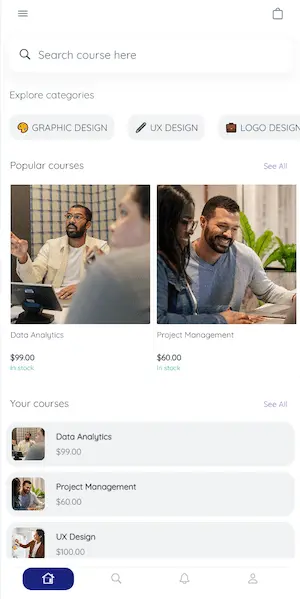 Search course here
Explore categories
GRAPHIC DESIGN
UX DESIGN
LOGO DESIGN
Popular courses
See All
Data Analytics
Project Management
$99.00
$60.00
In stock
In stock
Your courses
See All
Data Analytics
$99.00
Project Management
$60.00
UX Design
$100.00